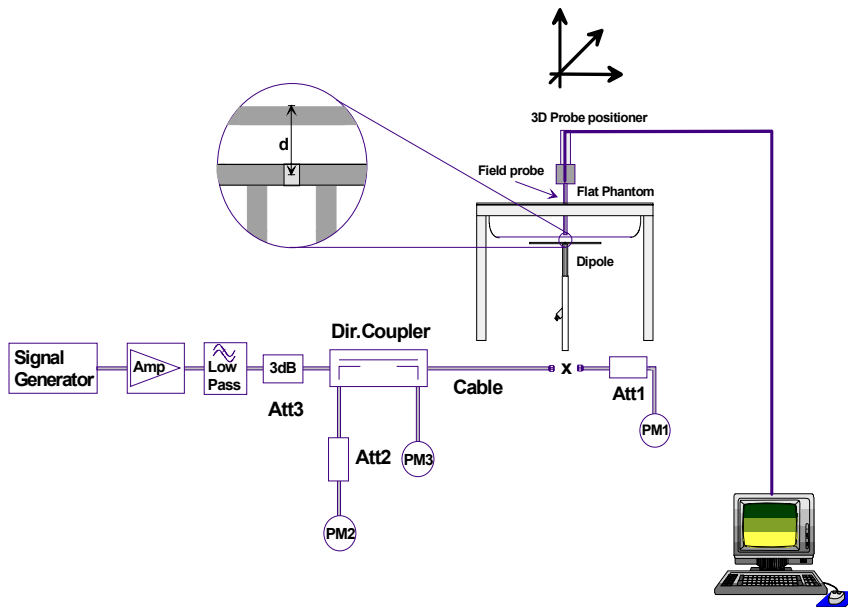 3D Probe positioner
d
Field probe
Flat Phantom
Dipole
Dir.Coupler
Signal
Generator
Amp
Low
Pass
3dB
Att3
Cable
x
Att1
PM1
Att2
PM3
PM2